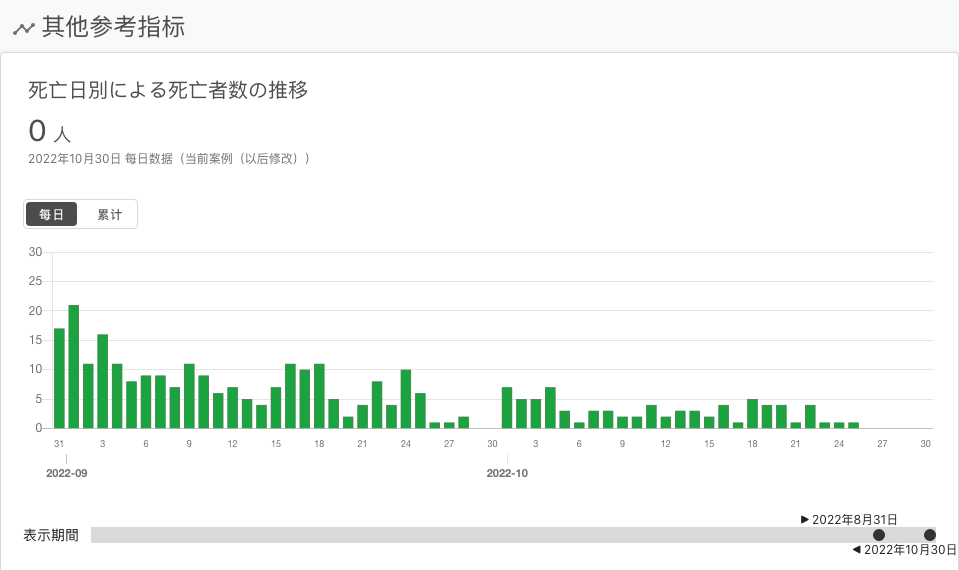 其他参考指标
死亡日別による死亡者数の推移
0 人
2022年10月30日 每日数据（当前案例（以后修改））
每日 累计
30
25
20
15
10
5
0
31 3 6 9 12 15 18 21 24 27 30 3 6 9 12 15 18 21 24 27 30
2022-09 2022-10
▶ 2022年8月31日
表示期間
◀ 2022年10月30日